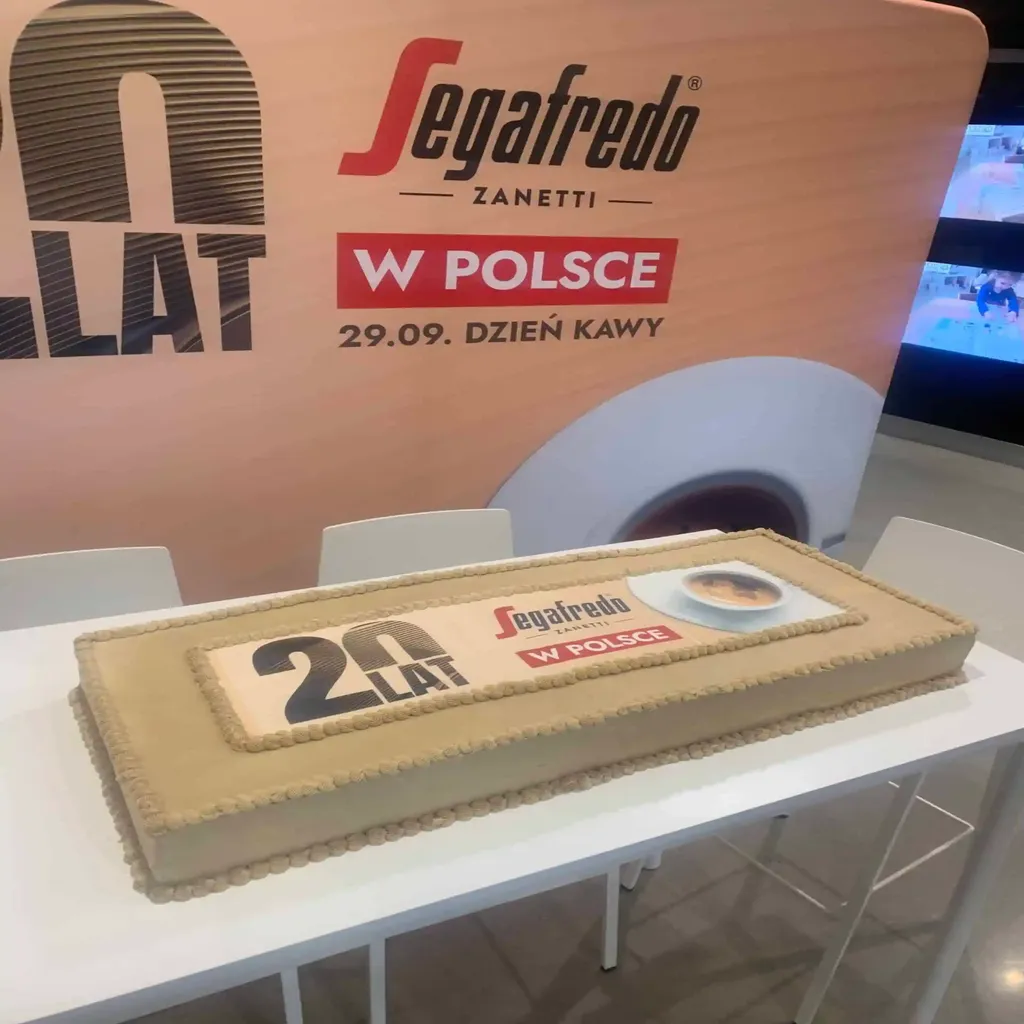 20
LAT
Segafredo®
ZANETTI
W POLSCE
29.09. DZIEŃ KAWY
20
LAT
Segafredo
ZANETTI
W POLSCE